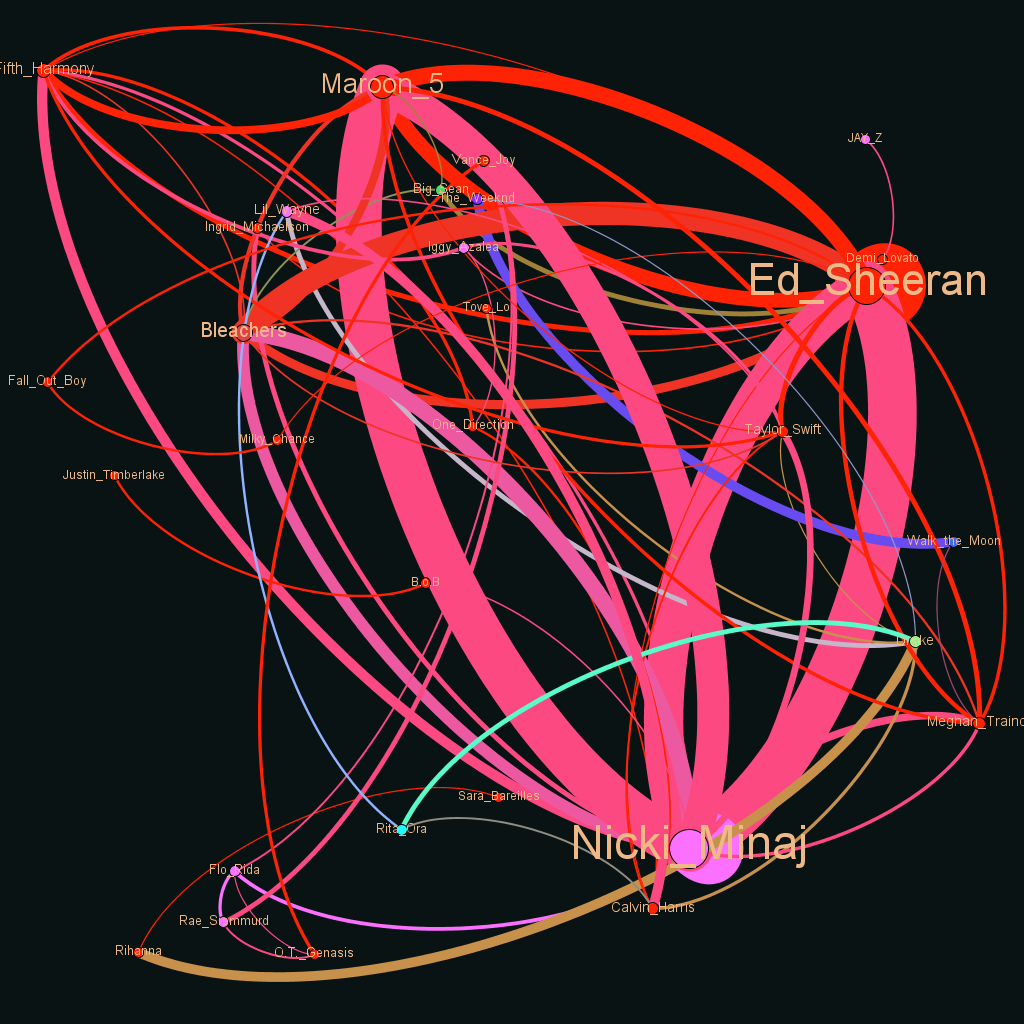 Fifth_Harmony
Maroon_5
JAY_Z
Vance_Joy
Big_Sean
The_Weeknd
Lil_Wayne
Ingrid_Michaelson
Iggy_Azalea
Demi_Lovato
Ed_Sheeran
Tove_Lo
Bleachers
Fall_Out_Boy
One_Direction
Taylor_Swift
Milky_Chance
Justin_Timberlake
Walk_the_Moon
B.o.B
Drake
Meghan_Traino
Sara_Bareilles
Rita_Ora
Nicki_Minaj
Flo_Rida
Calvin_Harris
Rae_Sremmurd
Rihanna
O.T._Genasis